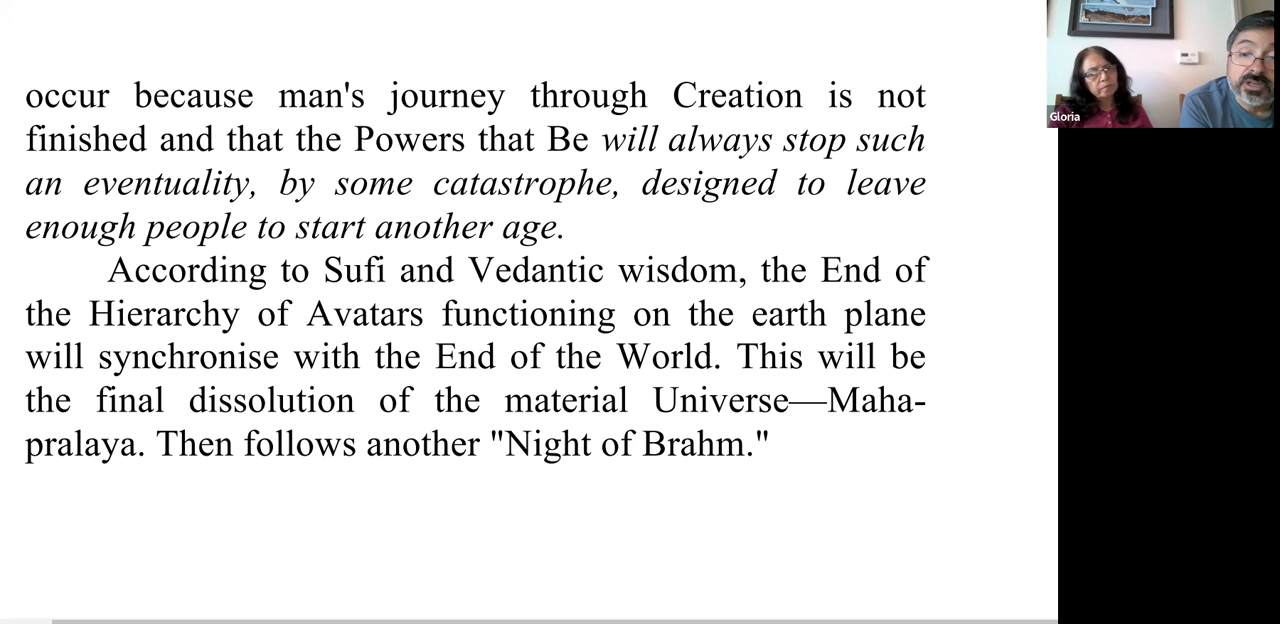 occur because man's journey through Creation is not
finished and that the Powers that Be will always stop such
an eventuality, by some catastrophe, designed to leave
enough people to start another age.
According to Sufi and Vedantic wisdom, the End of
the Hierarchy of Avatars functioning on the earth plane
will synchronise with the End of the World. This will be
the final dissolution of the material Universe—Maha-
pralaya. Then follows another "Night of Brahm."
Gloria